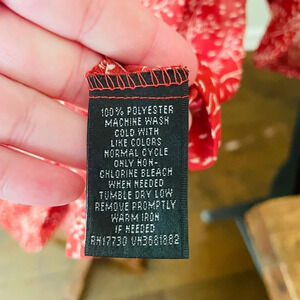 100% POLYESTER
MACHINE WASH
COLD WITH
LIKE COLORS
NORMAL CYCLE
ONLY NON-
CHLORINE BLEACH
WHEN NEEDED
TUMBLE DRY LOW
REMOVE PROMPTLY
WARM IRON
IF NEEDED
RN17730 VN3681882